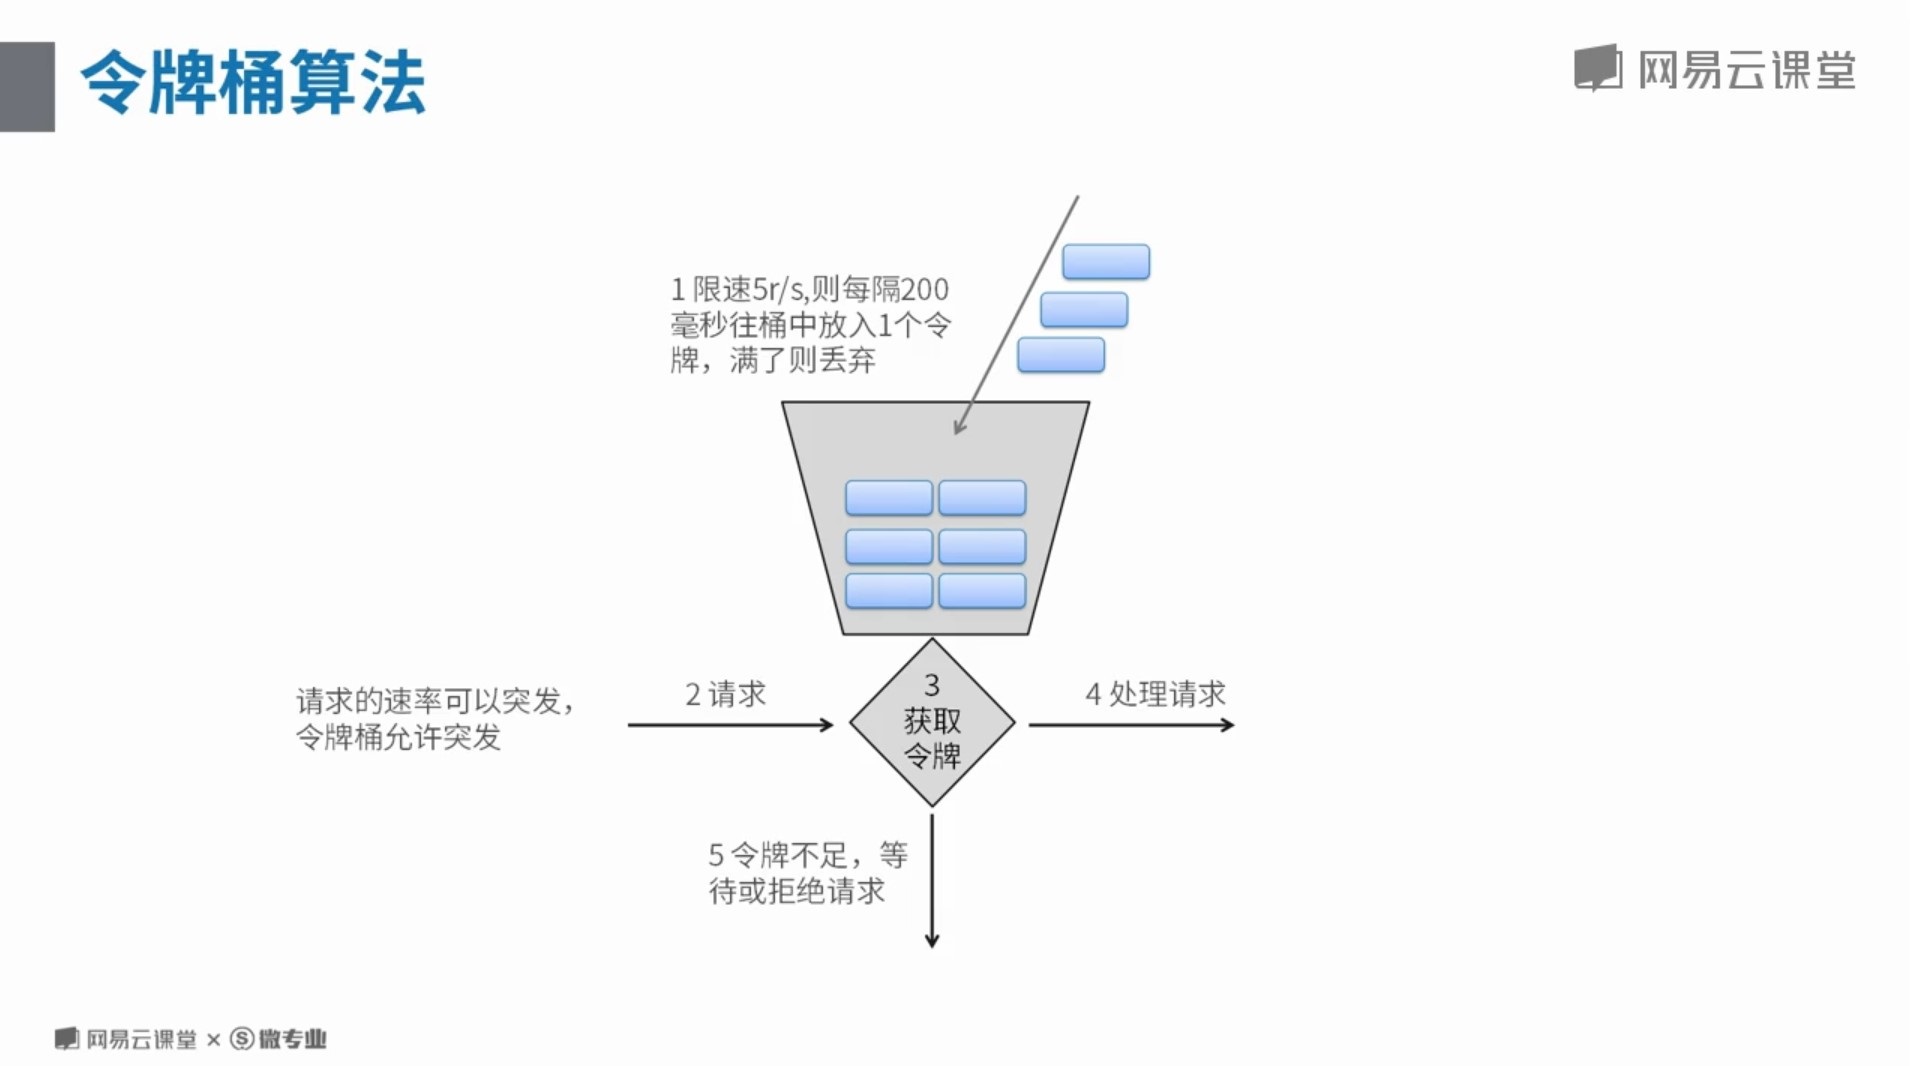 令牌桶算法
网易云课堂
1 限速5r/s,则每隔200
毫秒往桶中放入1个令
牌，满了则丢弃
请求的速率可以突发，
令牌桶允许突发
2 请求
3
获取
令牌
4 处理请求
5 令牌不足，等
待或拒绝请求
网易云课堂 × Ⓢ微专业